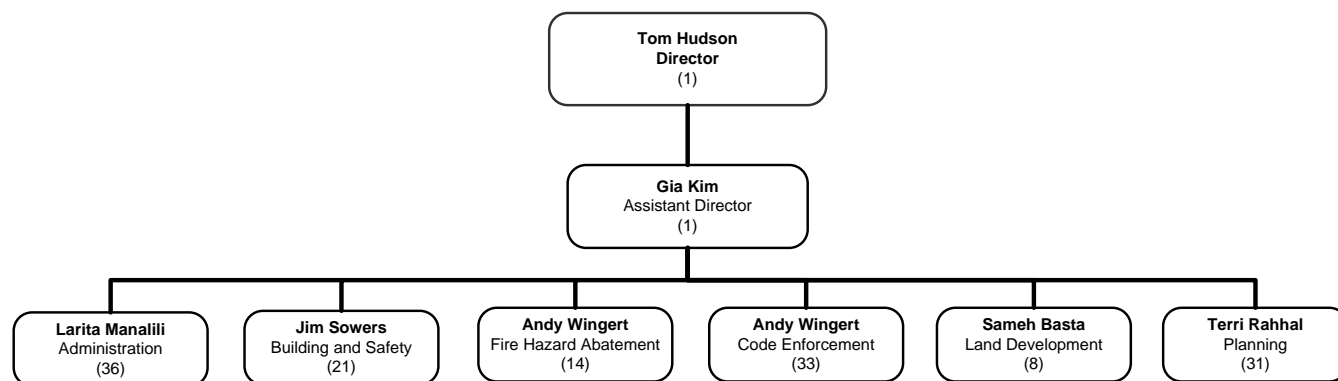 Tom Hudson
Director
(1)
Gia Kim
Assistant Director
(1)
Larita Manalili
Administration
(36)
Jim Sowers
Building and Safety
(21)
Andy Wingert
Fire Hazard Abatement
(14)
Andy Wingert
Code Enforcement
(33)
Sameh Basta
Land Development
(8)
Terri Rahhal
Planning
(31)